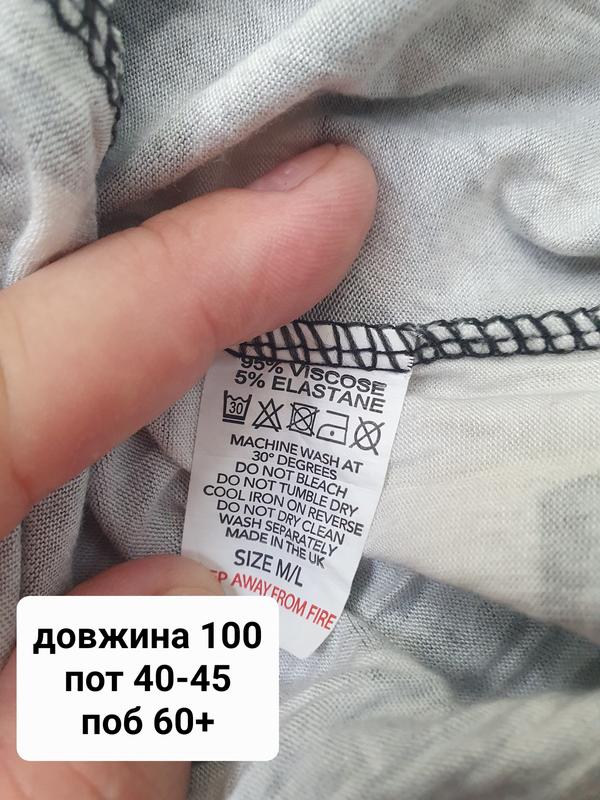 95% VISCOSE
5% ELASTANE
30
MACHINE WASH AT
30° DEGREES
DO NOT BLEACH
DO NOT TUMBLE DRY
COOL IRON ON REVERSE
DO NOT DRY CLEAN
WASH SEPARATELY
MADE IN THE UK
SIZE M/L
EP AWAY FROM FIRE
довжина 100
пот 40-45
поб 60+